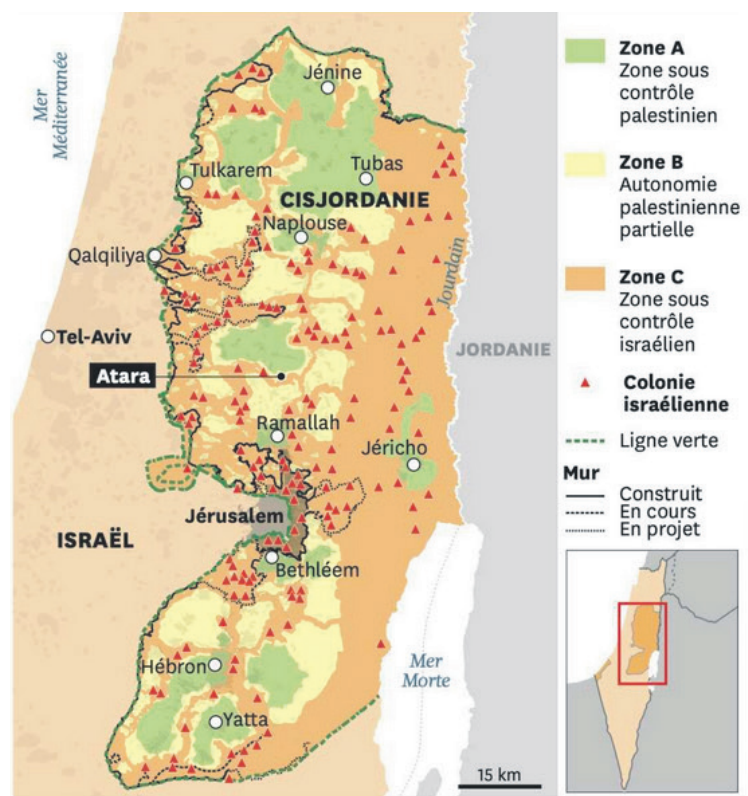 Mer
Méditerranée
Jénine
Tubas
Tulkarem
CISJORDANIE
Naplouse
Qalqiliya
Jourdain
Tel-Aviv
JORDANIE
Atara
Ramallah
Jéricho
Jérusalem
ISRAËL
Bethléem
Hébron
Mer
Morte
Yatta
15 km
Zone A
Zone sous
contrôle
palestinien
Zone B
Autonomie
palestinienne
partielle
Zone C
Zone sous
contrôle
israélien
Colonie
israélienne
Ligne verte
Mur
Construit
En cours
En projet